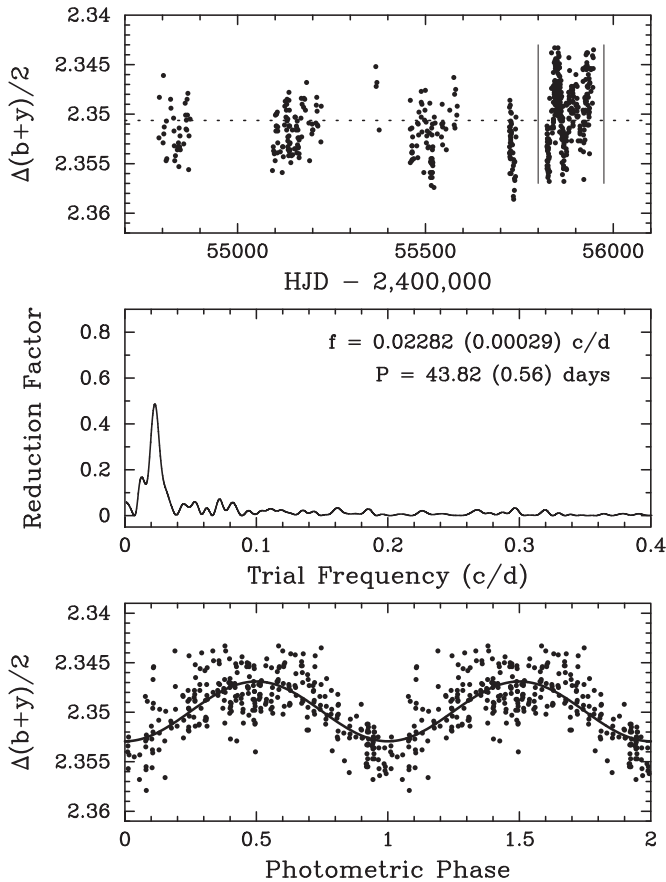 2.34
2.345
2.35
2.355
2.36
Δ(b+y)/2
55000 55500 56000
HJD − 2,400,000
0.8
0.6
0.4
0.2
0
Reduction Factor
f = 0.02282 (0.00029) c/d
P = 43.82 (0.56) days
0 0.1 0.2 0.3 0.4
Trial Frequency (c/d)
2.34
2.345
2.35
2.355
2.36
Δ(b+y)/2
0 0.5 1 1.5 2
Photometric Phase